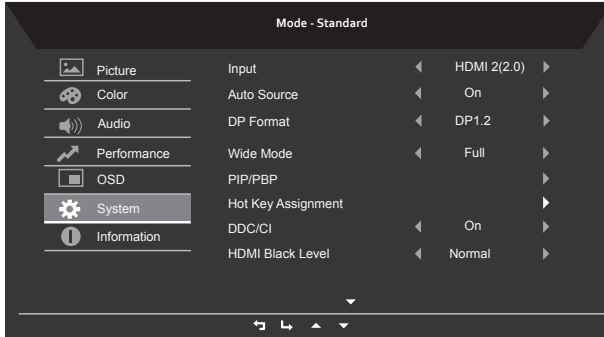 Mode - Standard
Picture
Color
Audio
Performance
OSD
System
Information
Input HDMI 2(2.0)
Auto Source On
DP Format DP1.2
Wide Mode Full
PIP/PBP
Hot Key Assignment
DDC/CI On
HDMI Black Level Normal